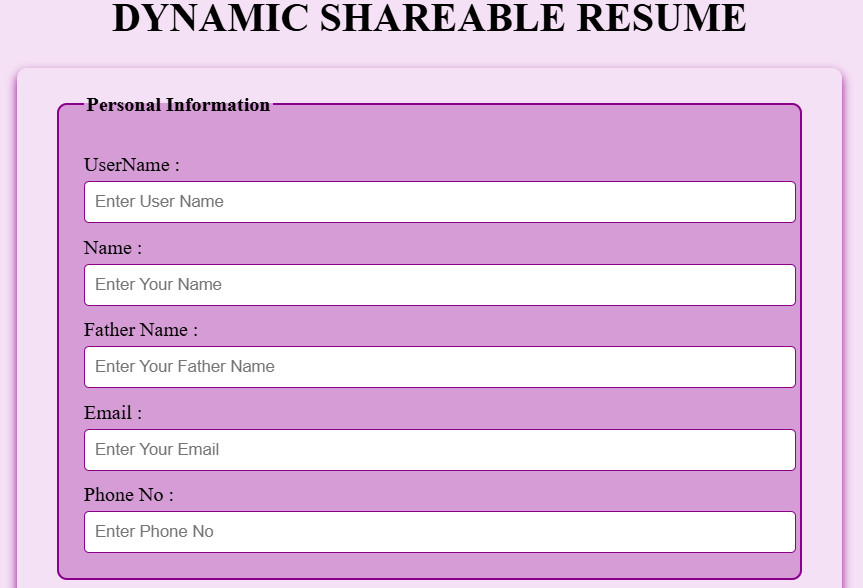 DYNAMIC SHAREABLE RESUME
Personal Information
UserName :
Enter User Name
Name :
Enter Your Name
Father Name :
Enter Your Father Name
Email :
Enter Your Email
Phone No :
Enter Phone No